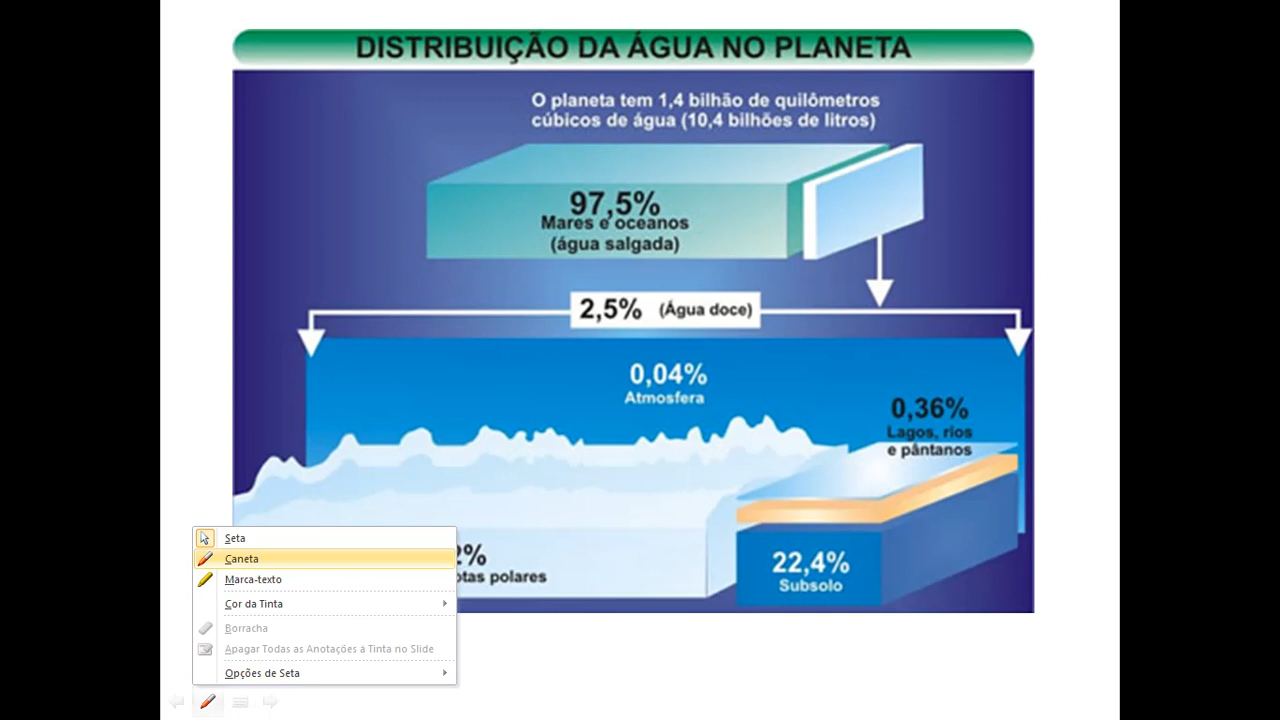 DISTRIBUIÇÃO DA ÁGUA NO PLANETA
O planeta tem 1,4 bilhão de quilômetros
cúbicos de água (10,4 bilhões de litros)
97,5%
Mares e oceanos
(água salgada)
2,5% (Água doce)
0,04%
Atmosfera
0,36%
Lagos, rios
e pântanos
2%
otas polares
22,4%
Subsolo
Seta
Caneta
Marca-texto
Cor da Tinta
Borracha
Apagar Todas as Anotações à Tinta no Slide
Opções de Seta